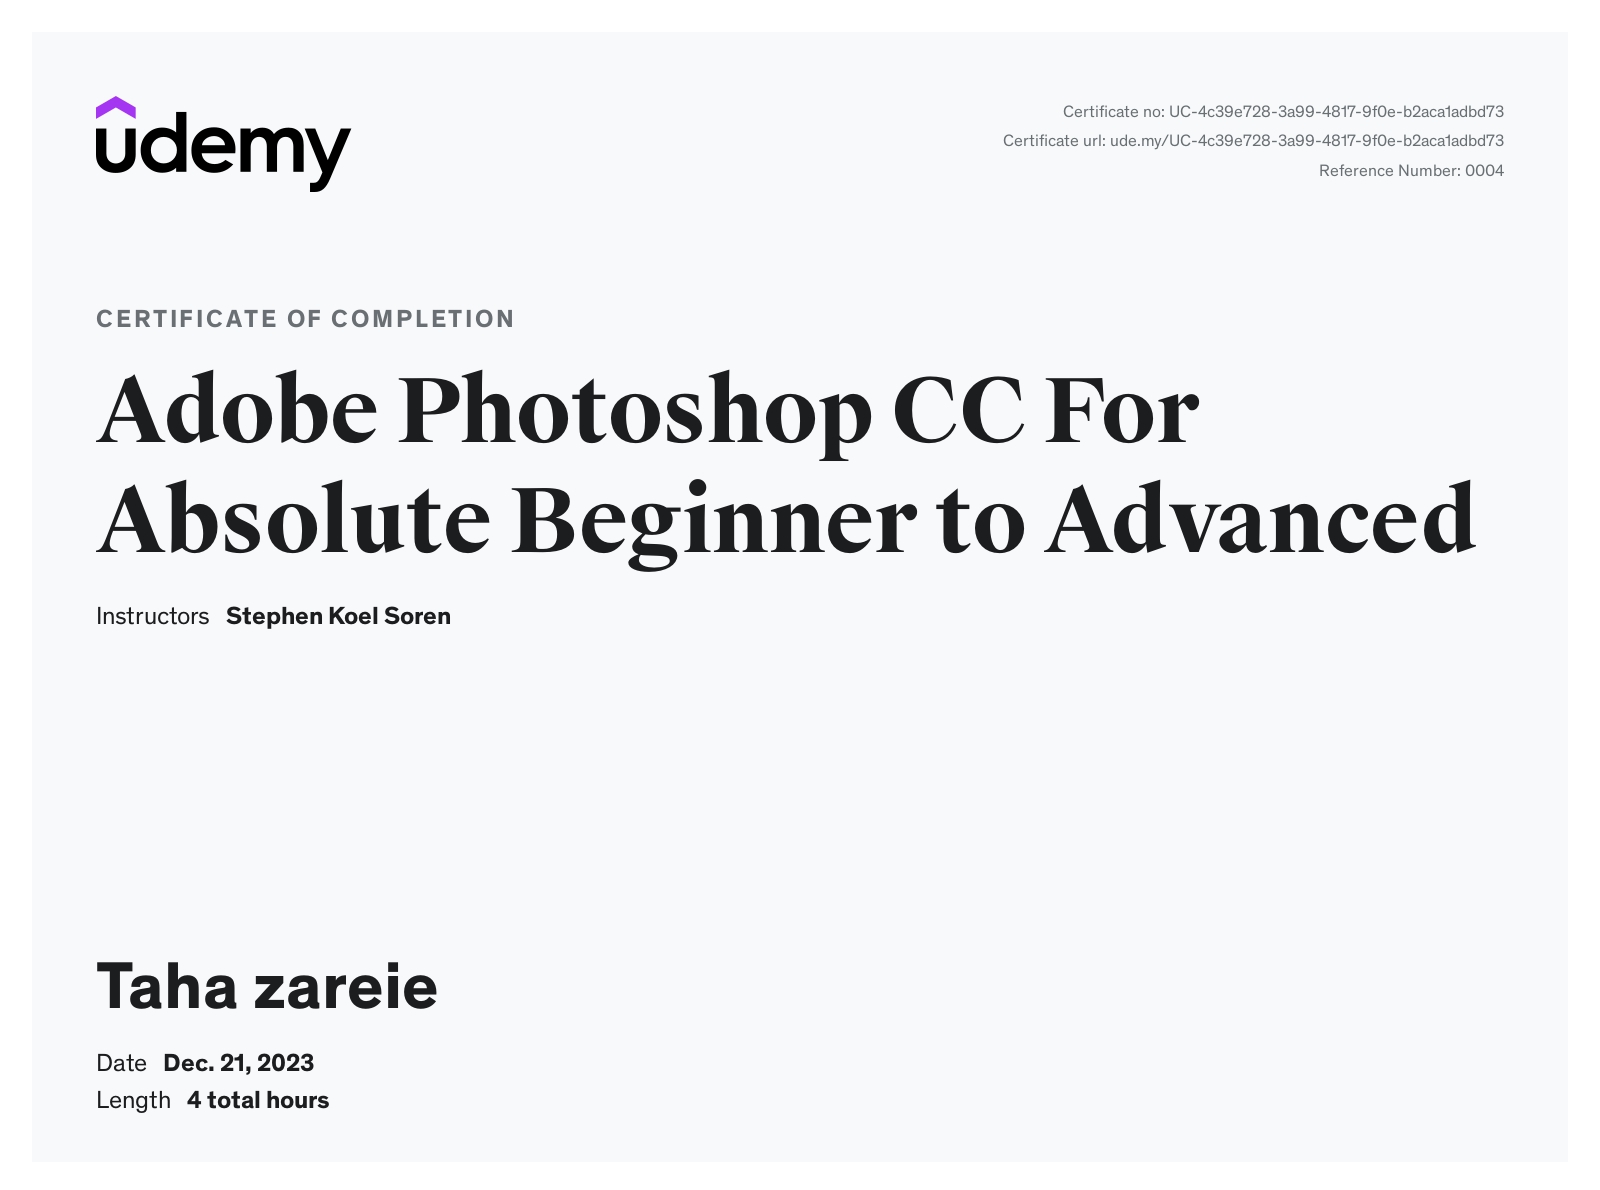 udemy
Certificate no: UC-4c39e728-3a99-4817-9f0e-b2aca1adbd73
Certificate url: ude.my/UC-4c39e728-3a99-4817-9f0e-b2aca1adbd73
Reference Number: 0004
CERTIFICATE OF COMPLETION
Adobe Photoshop CC For
Absolute Beginner to Advanced
Instructors Stephen Koel Soren
Taha zareie
Date Dec. 21, 2023
Length 4 total hours